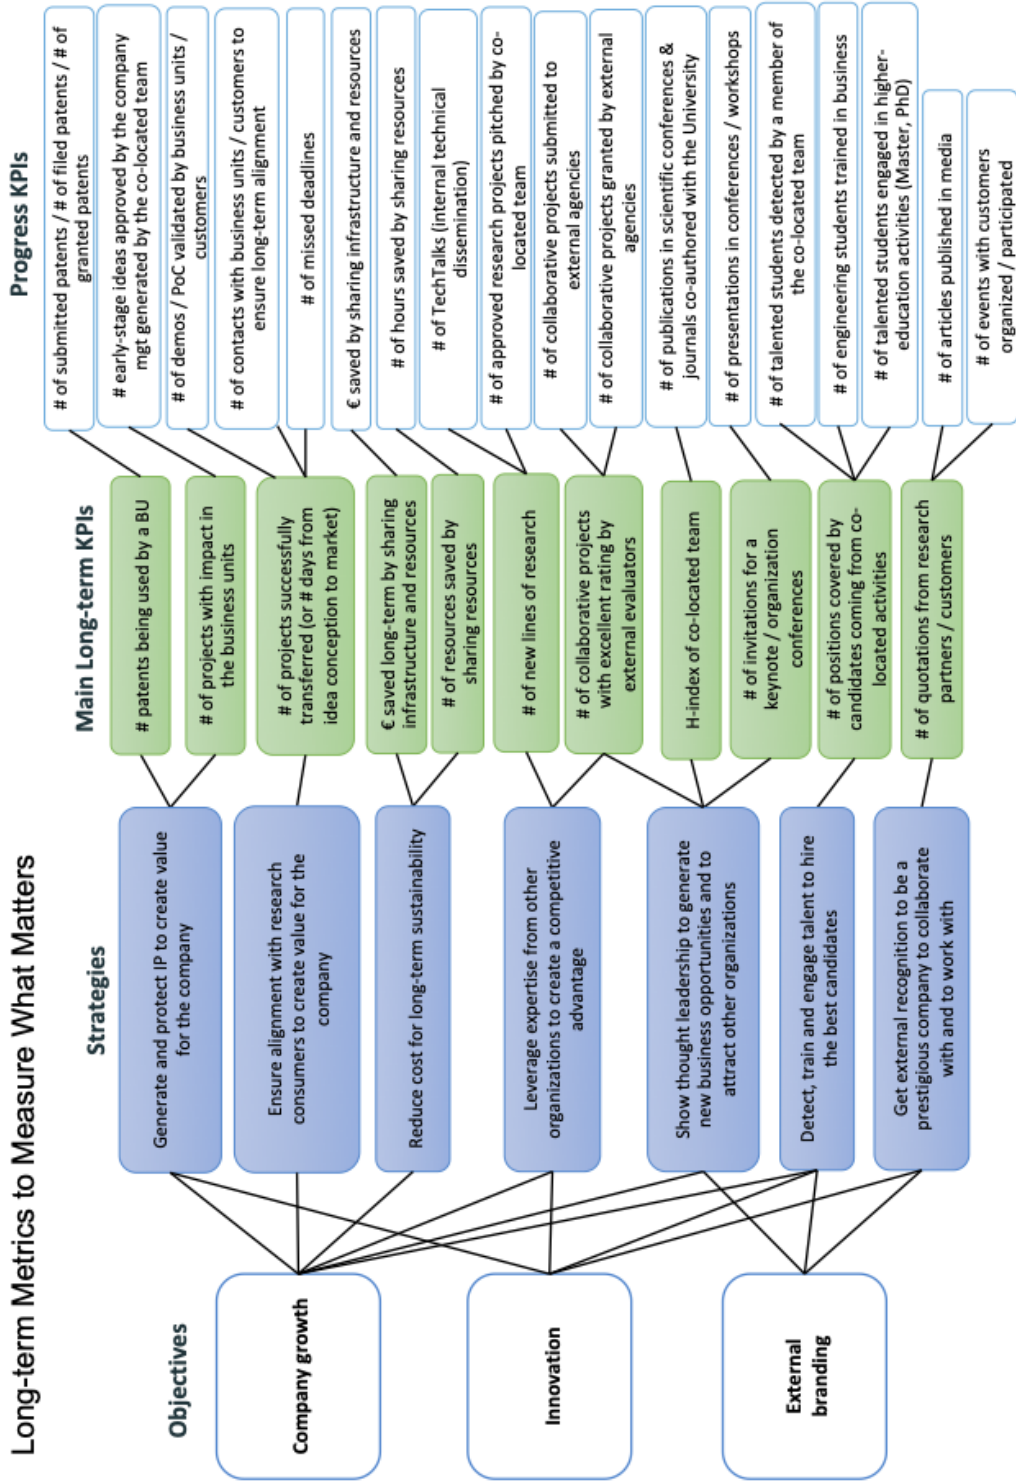 Long-term Metrics to Measure What Matters
Objectives
Strategies
Main Long-term KPIs
Progress KPIs
Company growth
Innovation
External
branding
Generate and protect IP to create value
for the company
Ensure alignment with research
consumers to create value for the
company
Reduce cost for long-term sustainability
Leverage expertise from other
organizations to create a competitive
advantage
Show thought leadership to generate
new business opportunities and to
attract other organizations
Detect, train and engage talent to hire
the best candidates
Get external recognition to be a
prestigious company to collaborate
with and to work with
# patents being used by a BU
# of projects with impact in
the business units
# of projects successfully
transferred (or # days from
idea conception to market)
€ saved long-term by sharing
infrastructure and resources
# of resources saved by
sharing resources
# of new lines of research
# of collaborative projects
with excellent rating by
external evaluators
H-index of co-located team
# of invitations for a
keynote / organization
conferences
# of positions covered by
candidates coming from co-
located activities
# of quotations from research
partners / customers
# of submitted patents / # of filed patents / # of
granted patents
# early-stage ideas approved by the company
mgt generated by the co-located team
# of demos / PoC validated by business units /
customers
# of contacts with business units / customers to
ensure long-term alignment
# of missed deadlines
€ saved by sharing infrastructure and resources
# of hours saved by sharing resources
# of TechTalks (internal technical
dissemination)
# of approved research projects pitched by co-
located team
# of collaborative projects submitted to
external agencies
# of collaborative projects granted by external
agencies
# of publications in scientific conferences &
journals co-authored with the University
# of presentations in conferences / workshops
# of talented students detected by a member of
the co-located team
# of engineering students trained in business
# of talented students engaged in higher-
education activities (Master, PhD)
# of articles published in media
# of events with customers
organized / participated